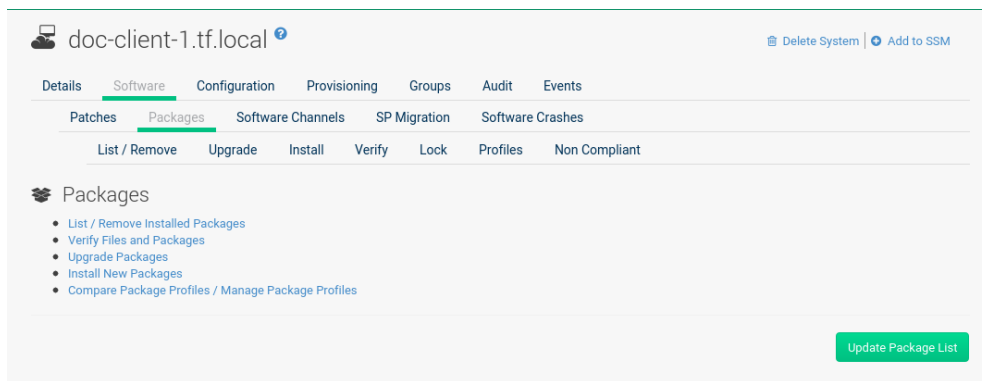 doc-client-1.tf.local ?
Delete System | Add to SSM
Details Software Configuration Provisioning Groups Audit Events
Patches Packages Software Channels SP Migration Software Crashes
List / Remove Upgrade Install Verify Lock Profiles Non Compliant
Packages
List / Remove Installed Packages
Verify Files and Packages
Upgrade Packages
Install New Packages
Compare Package Profiles / Manage Package Profiles
Update Package List